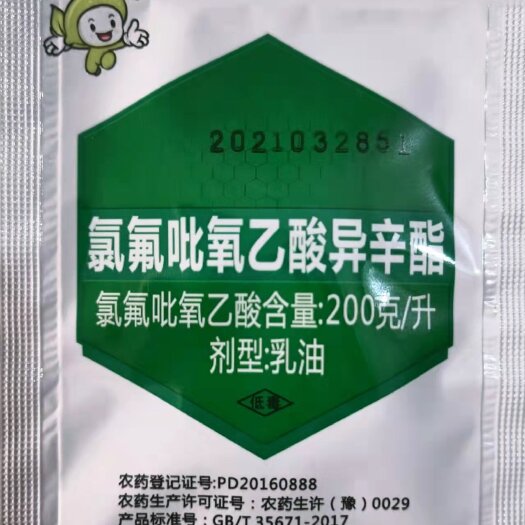 2021032851
氯氟吡氧乙酸异辛酯
氯氟吡氧乙酸含量:200克/升
剂型:乳油
低毒
农药登记证号:PD20160888
农药生产许可证号：农药生许（豫）0029
产品标准号：GB/T 35671-2017